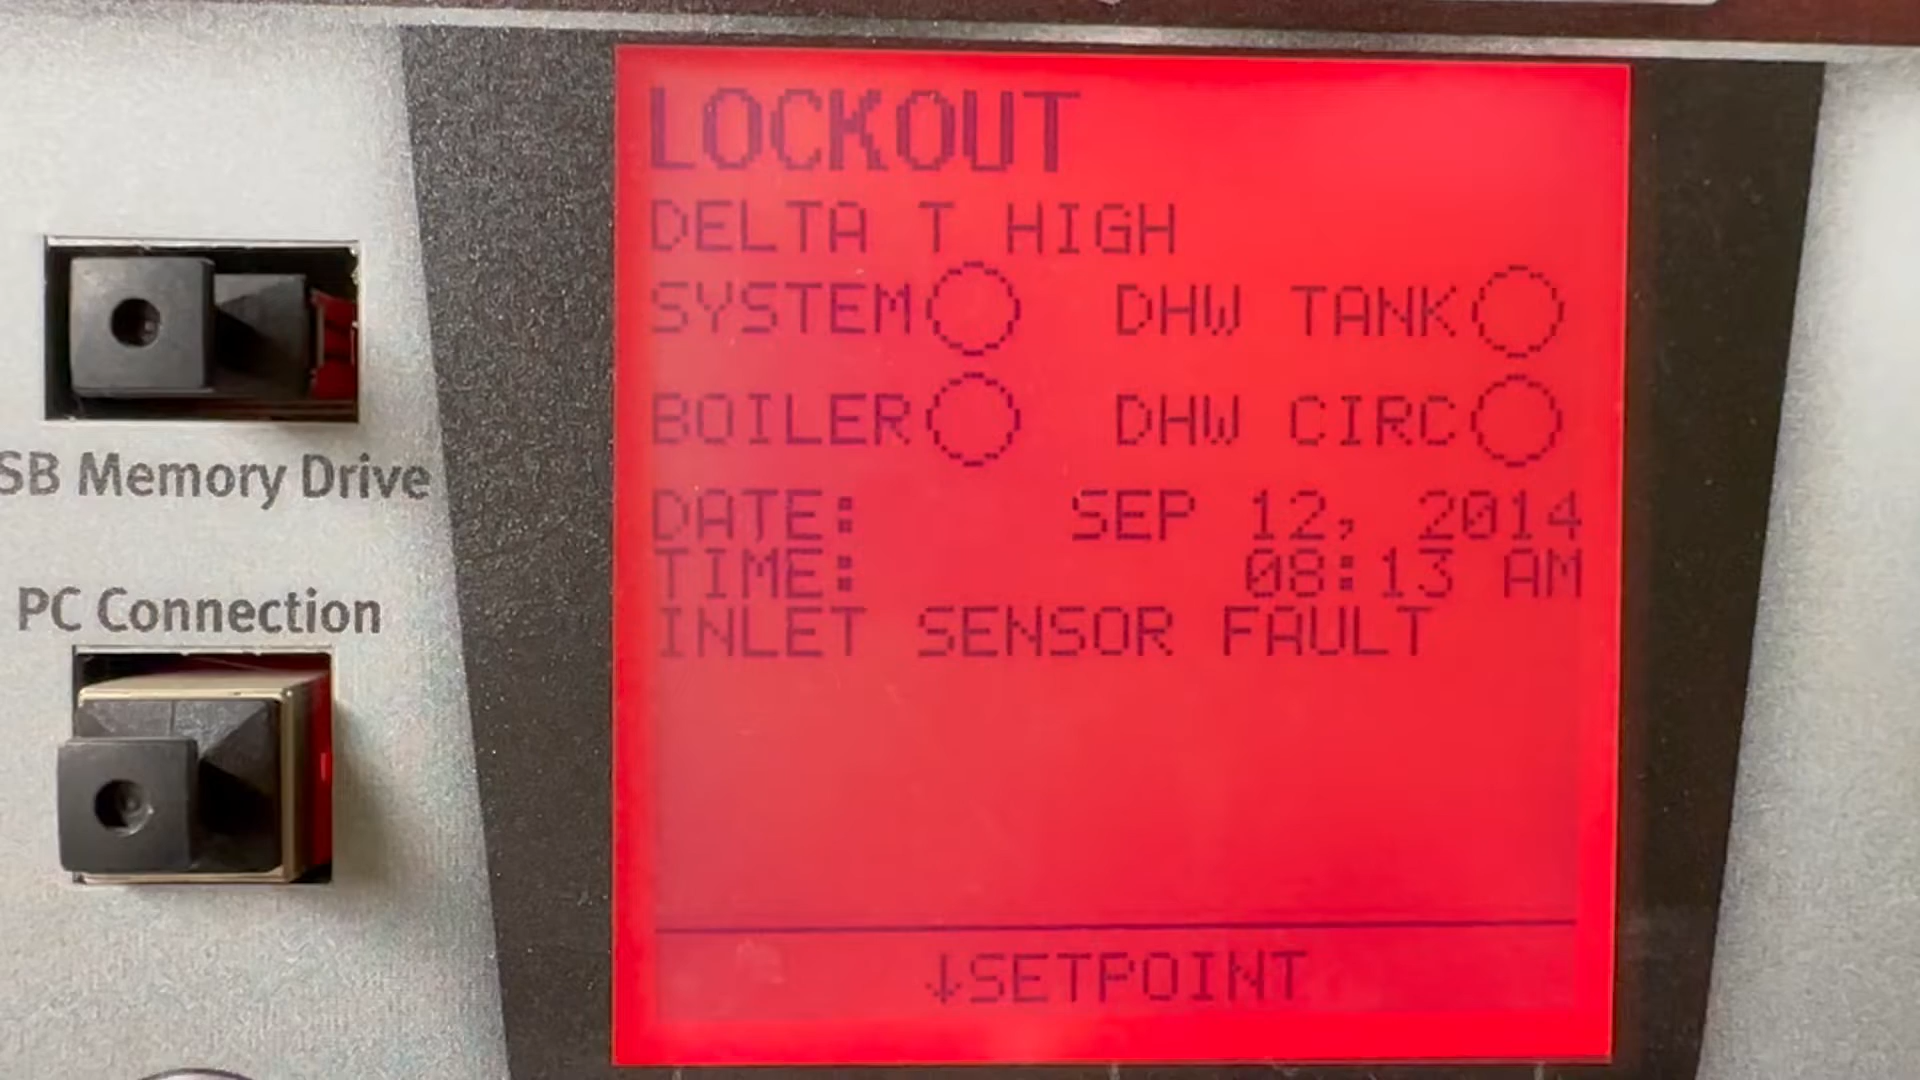 LOCKOUT
DELTA T HIGH
SYSTEM DHW TANK
BOILER DHW CIRC
DATE: SEP 12, 2014
TIME: 08:13 AM
INLET SENSOR FAULT
↓SETPOINT
SB Memory Drive
PC Connection